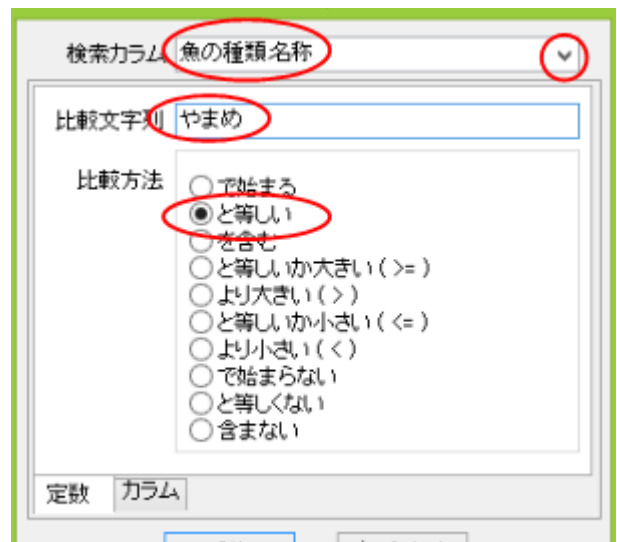 検索カラム 魚の種類名称
比較文字列 やまめ
比較方法
で始まる
と等しい
を含む
と等しいか大きい ( >= )
より大きい ( > )
と等しいか小さい ( <= )
より小さい ( < )
で始まらない
と等しくない
含まない
定数 カラム